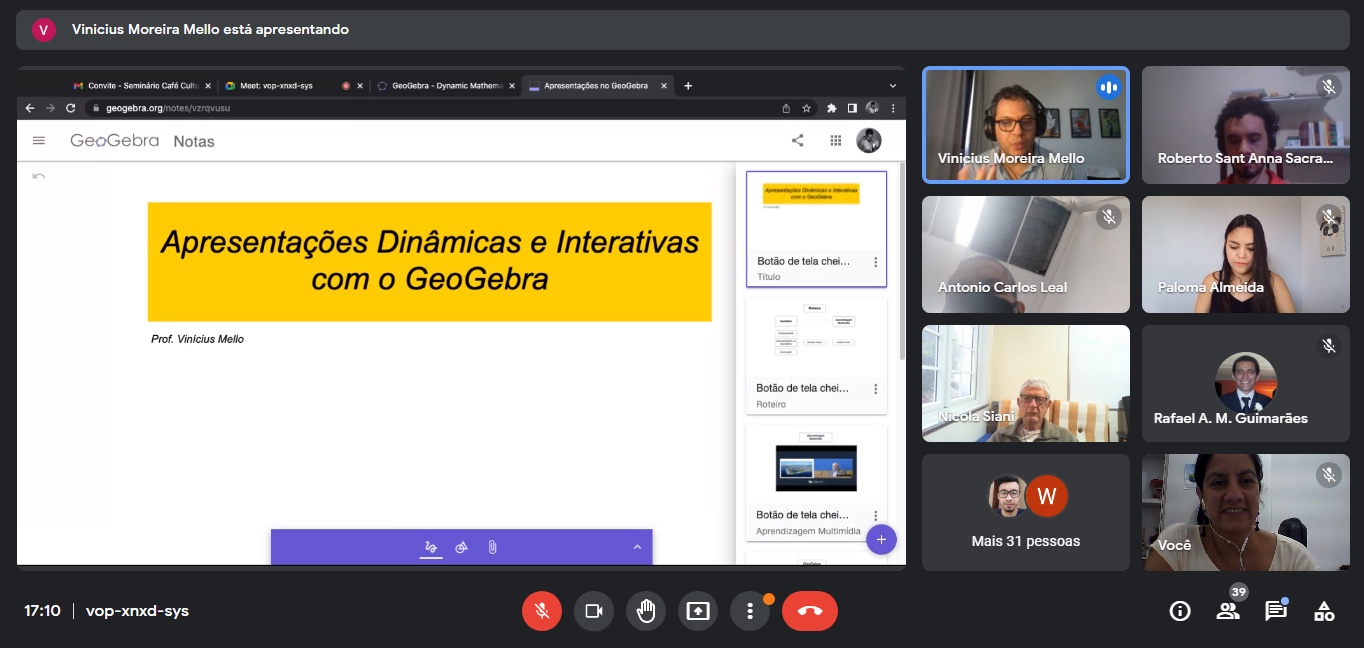 V Vinicius Moreira Mello está apresentando
Convite - Seminário Café Cultu
Meet: vop-xnxd-sys
GeoGebra - Dynamic Mathema
Apresentações no GeoGebra
geogebra.org/notes/vzrqvusu
GeoGebra Notas
Apresentações Dinâmicas e Interativas
com o GeoGebra
Prof. Vinícius Mello
Apresentações Dinâmicas e Interativas
com o GeoGebra
Botão de tela chei...
Título
Roteiro
Botão de tela chei...
Roteiro
Aprendizagem
Multimídia
Botão de tela chei...
Aprendizagem Multimídia
Vinicius Moreira Mello
Roberto Sant Anna Sacra...
Antonio Carlos Leal
Paloma Almeida
Nicola Siani
Rafael A. M. Guimarães
W
Mais 31 pessoas
Você
17:10 | vop-xnxd-sys
39